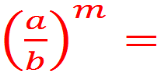 (a/b)^m =